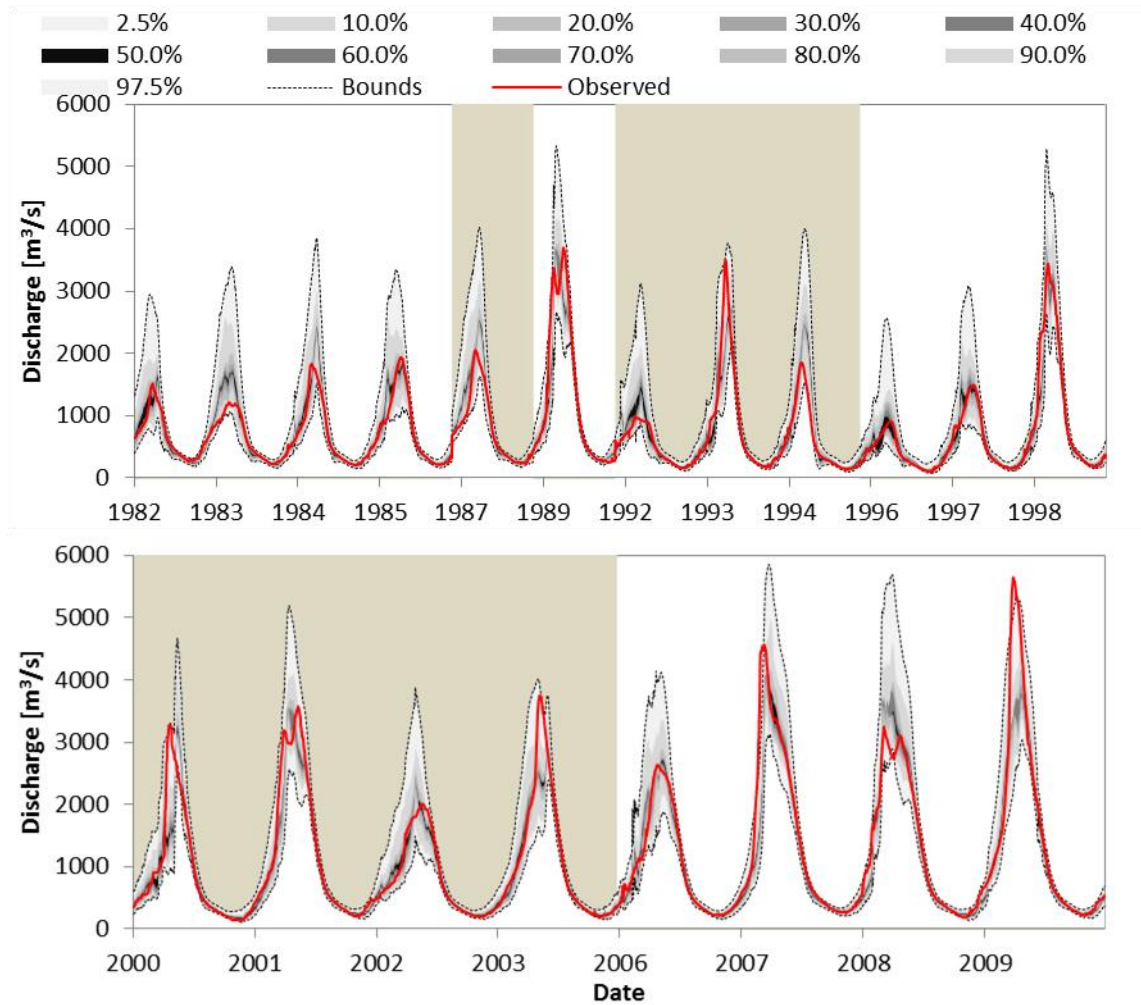 2.5% 10.0% 20.0% 30.0% 40.0%
50.0% 60.0% 70.0% 80.0% 90.0%
97.5% Bounds Observed
6000
5000
4000
3000
2000
1000
0
Discharge [m³/s]
1982 1983 1984 1985 1987 1989 1992 1993 1994 1996 1997 1998
6000
5000
4000
3000
2000
1000
0
Discharge [m³/s]
2000 2001 2002 2003 2006 2007 2008 2009
Date